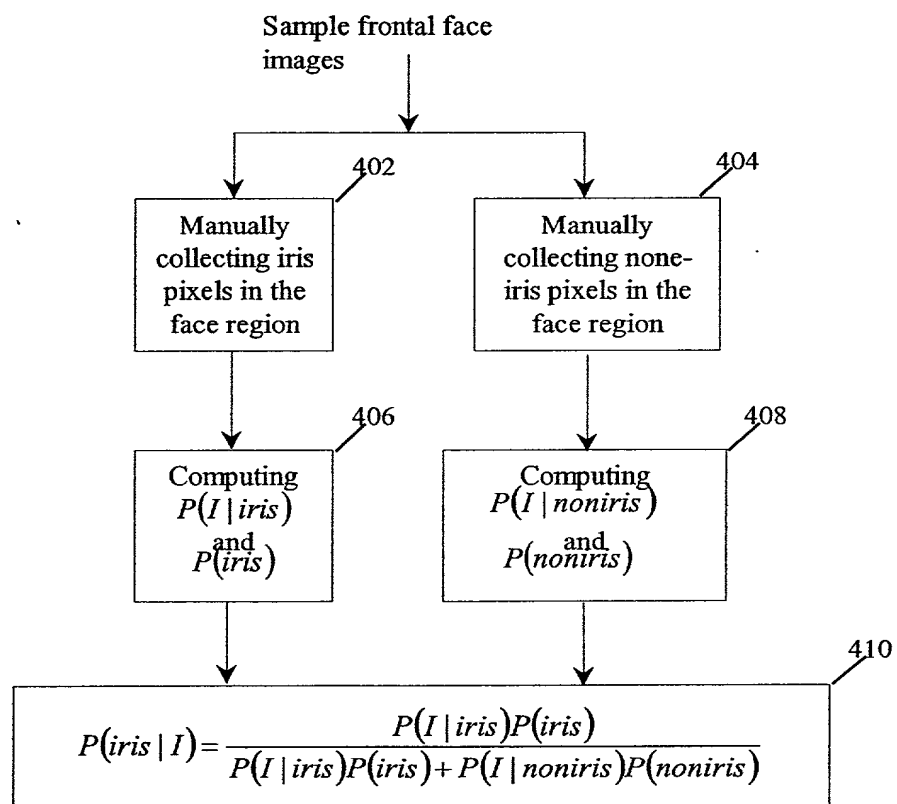 Sample frontal face
images
402
404
Manually
collecting iris
pixels in the
face region
Manually
collecting none-
iris pixels in the
face region
406
408
Computing
P(I | iris)
and
P(iris)
Computing
P(I | noniris)
and
P(noniris)
410
P(iris | I) = P(I | iris)P(iris) / P(I | iris)P(iris) + P(I | noniris)P(noniris)